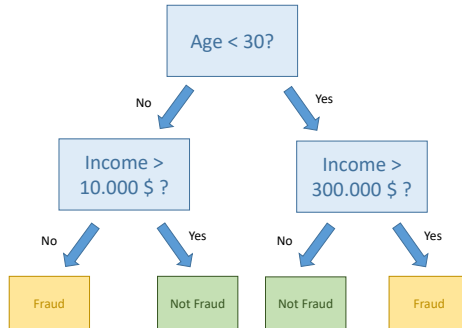 Age < 30?
No
Yes
Income >
10.000 $ ?
Income >
300.000 $ ?
No
Yes
No
Yes
Fraud
Not Fraud
Not Fraud
Fraud